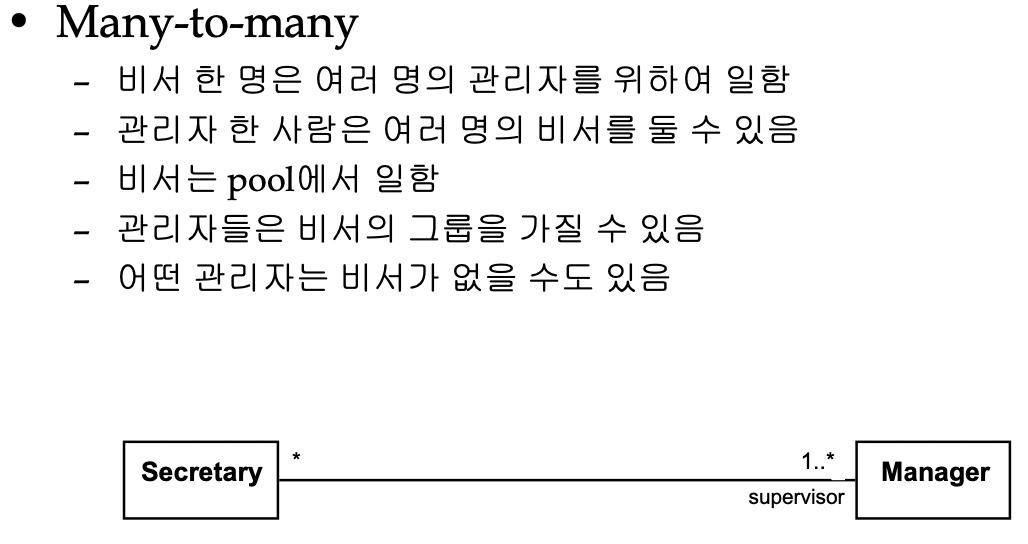 • Many-to-many
– 비서 한 명은 여러 명의 관리자를 위하여 일함
– 관리자 한 사람은 여러 명의 비서를 둘 수 있음
– 비서는 pool에서 일함
– 관리자들은 비서의 그룹을 가질 수 있음
– 어떤 관리자는 비서가 없을 수도 있음
Secretary * 1..* Manager
supervisor